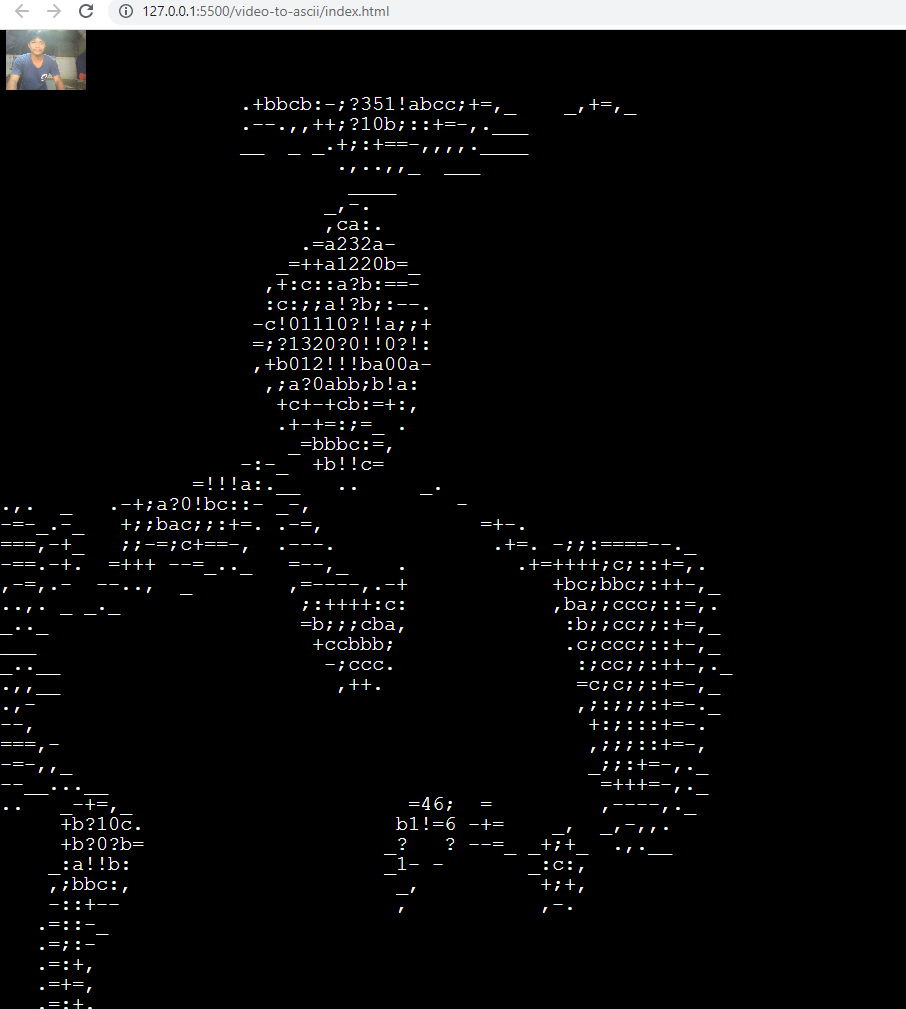 127.0.0.1:5500/video-to-ascii/index.html
.+bbcb:-;?351!abcc;+=,_    _,+=,_
.--.,,++;?10b;::+=-,.___
__  _ _.+;:+==-,,,,.____
.,..,,_  ___
____
_,-.
,ca:.
.=a232a-
_=++a1220b=_
,+:c::a?b:==-
:c:;;a!?b;:--.
-c!01110?!!a;;+
=;?1320?0!!0?!:
,+b012!!!ba00a-
,;a?0abb;b!a:
+c+-+cb:=+:,
.+-+=:;=_ .
_=bbbc:=,
-:-_  +b!!c=
=!!!a:.__   ..     _.
.,.  _  .-+;a?0!bc::- _-,            -
-=-_.-_   +;;bac;;:+=. .-=,             =+-.
===,-+_   ;;-=;c+==-,  .---.             .+=. -;;:====--._
-==.-+.  =+++ --=_.._   =--,_    .         .+=++++;c;::+=,.
,-=,.-  --..,  _        ,=----,.-+            +bc;bbc;:++-,_
..,. _ _._               ;:++++:c:            ,ba;;ccc;::=,.
_.._                     =b;;;cba,             :b;;cc;;:+=,_
___                       +ccbbb;              .c;ccc;::+-,_
_..__                      -;ccc.               :;cc;;:++-,._
.,,__                       ,++.                =c;c;;:+=-,_
.,-                                             ,;:;;;:+=-._
--,                                              +:;:::+=-.
===,-                                            ,;;;::+=-,
-=-,,_                                           _;;:+=-,._
--__...__                                         =+++=-,._
..   _-+=,_                       =46;  =         ,----,._
+b?10c.                     b1!=6 -+=    _,  _,-,,.
+b?0?b=                    _?   ? --=_ _+;+_  .,.__
_:a!!b:                     _1- -       _:c:,
,;bbc:,                      _,          +;+,
-::+--                       ,           ,-.
.=::-_
.=;:-
.=:+,
.=+=,
.=:+.